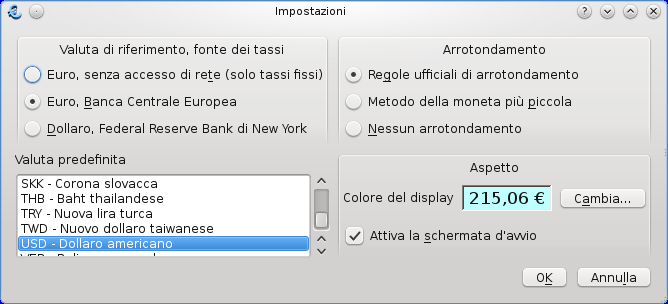 Impostazioni
Valuta di riferimento, fonte dei tassi
Euro, senza accesso di rete (solo tassi fissi)
Euro, Banca Centrale Europea
Dollaro, Federal Reserve Bank di New York
Arrotondamento
Regole ufficiali di arrotondamento
Metodo della moneta più piccola
Nessun arrotondamento
Valuta predefinita
SKK - Corona slovacca
THB - Baht thailandese
TRY - Nuova lira turca
TWD - Nuovo dollaro taiwanese
USD - Dollaro americano
Aspetto
Colore del display 215,06 € Cambia...
Attiva la schermata d'avvio
OK Annulla